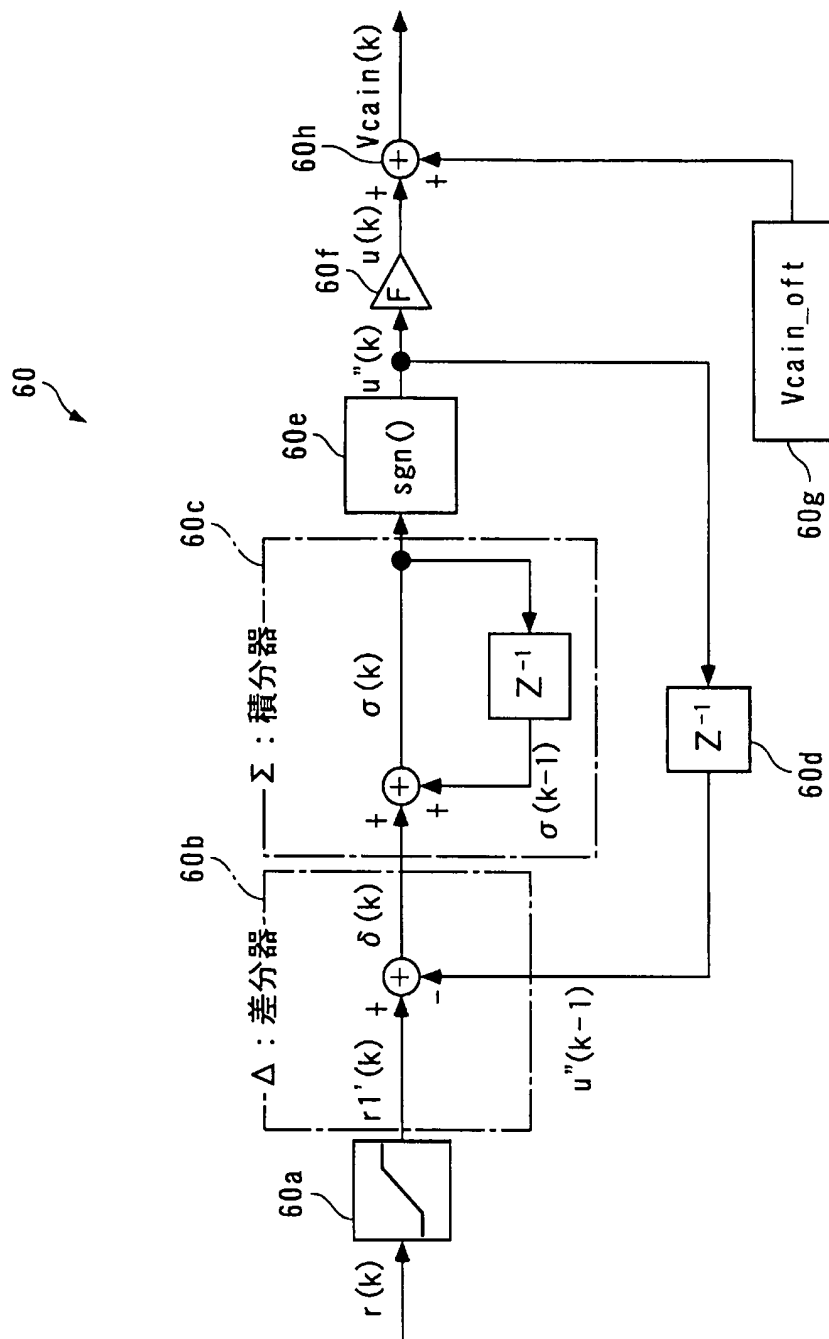 60
r(k)
60a
r1'(k)
Δ:差分器
60b
+
+
-
δ(k)
u"(k-1)
Σ:積分器
60c
+
+
+
σ(k)
σ(k-1)
Z⁻¹
60e
sgn()
u"(k)
Z⁻¹
60d
60f
F
u(k)
60h
+
+
+
Vcain(k)
Vcain_oft
60g